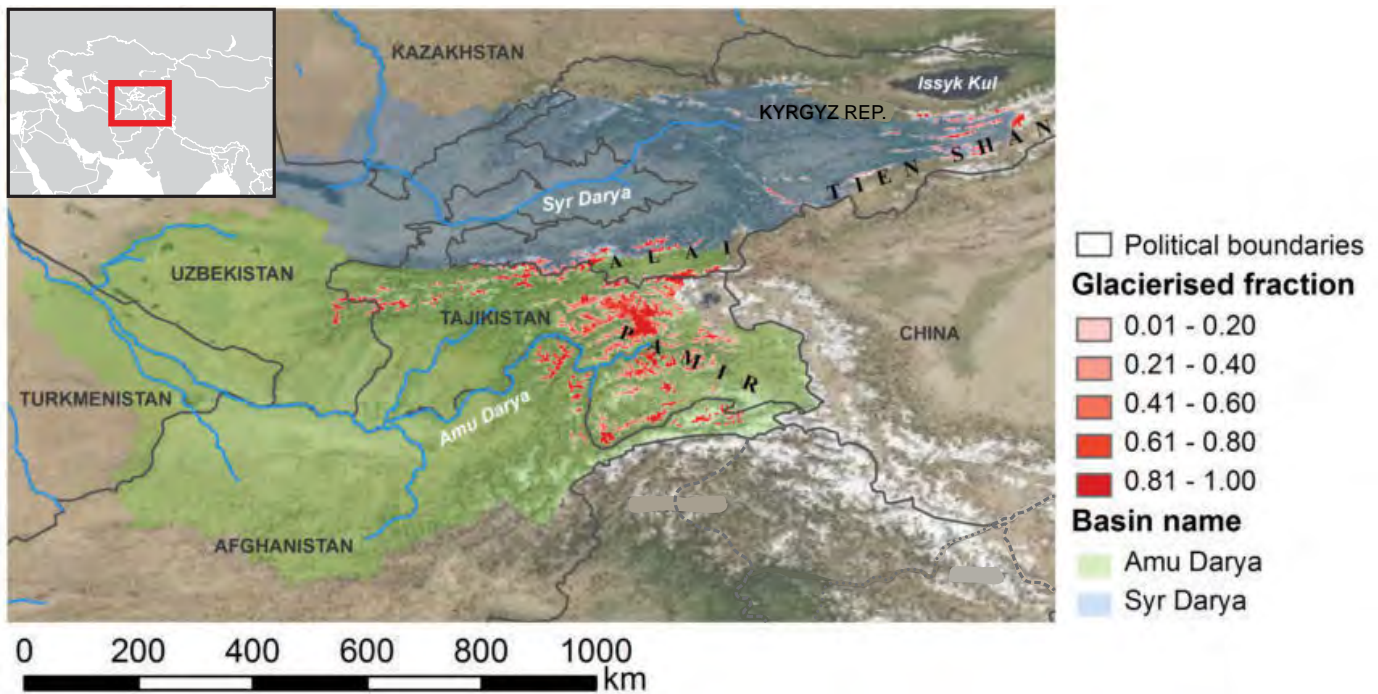 KAZAKHSTAN
Issyk Kul
KYRGYZ REP.
TIEN SHAN
Syr Darya
ALAI
UZBEKISTAN
TAJIKISTAN
PAMIR
CHINA
TURKMENISTAN
Amu Darya
AFGHANISTAN
Political boundaries
Glacierised fraction
0.01 - 0.20
0.21 - 0.40
0.41 - 0.60
0.61 - 0.80
0.81 - 1.00
Basin name
Amu Darya
Syr Darya
0 200 400 600 800 1000
km